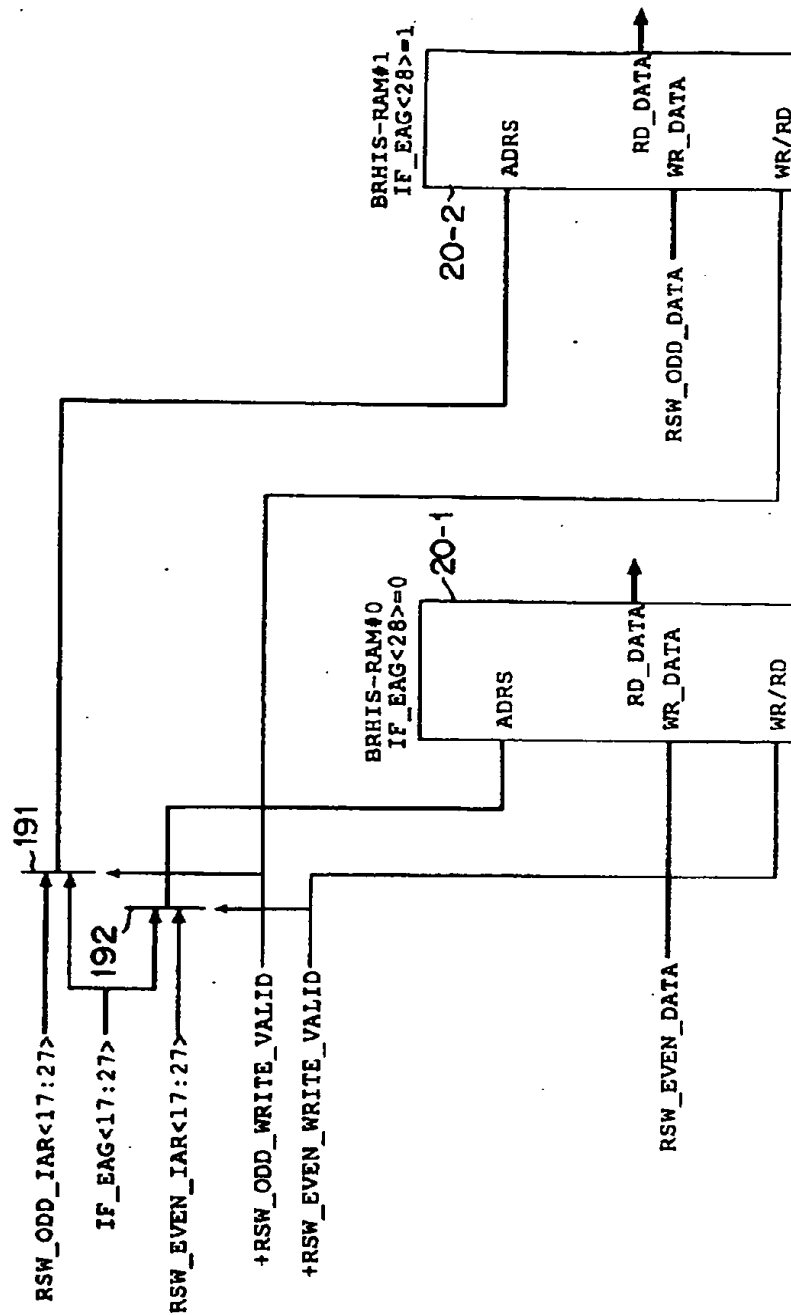 RSW_ODD_IAR<17:27>
IF_EAG<17:27>
RSW_EVEN_IAR<17:27>
+RSW_ODD_WRITE_VALID
+RSW_EVEN_WRITE_VALID
191
192
RSW_EVEN_DATA
BRHIS-RAM#0
IF_EAG<28>=0
20-1
ADRS
RD_DATA
WR_DATA
WR/RD
RSW_ODD_DATA
BRHIS-RAM#1
IF_EAG<28>=1
20-2
ADRS
RD_DATA
WR_DATA
WR/RD